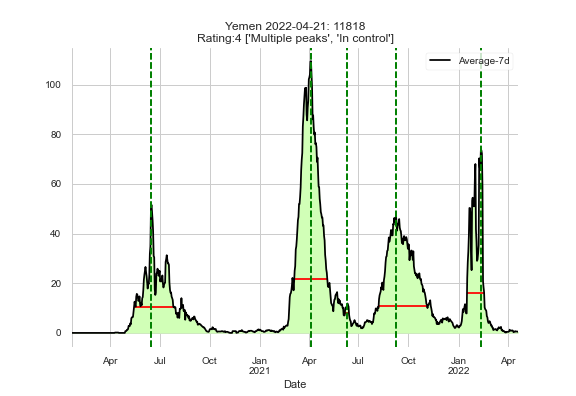 Yemen 2022-04-21: 11818
Rating:4 ['Multiple peaks', 'In control']
Average-7d
100
80
60
40
20
0
Apr Jul Oct Jan Apr Jul Oct Jan Apr
2021 2022
Date